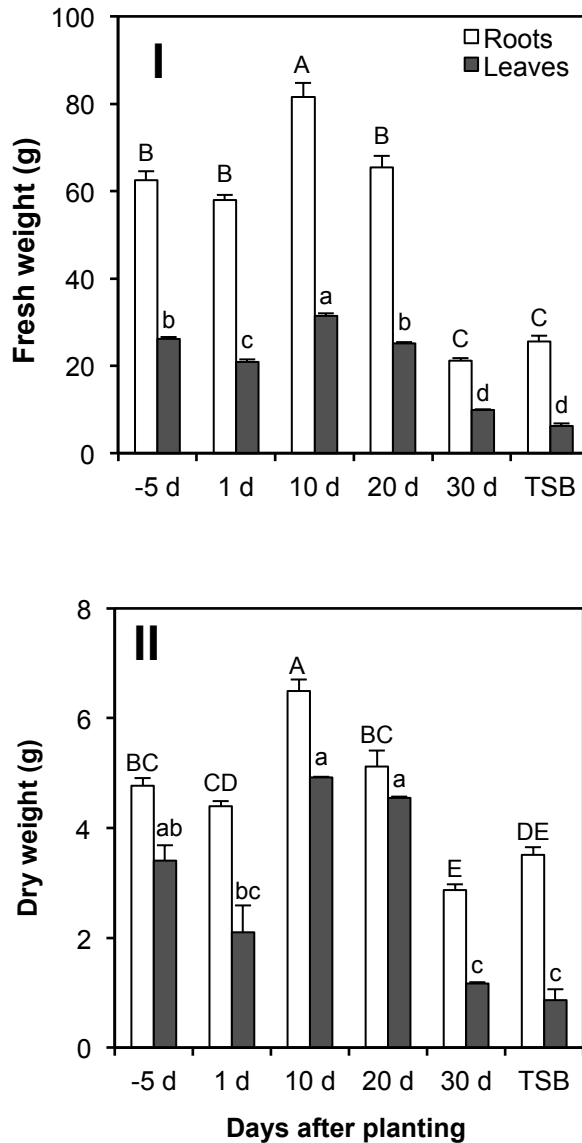 I
Roots
Leaves
Fresh weight (g)
100
80
60
40
20
0
B
b
B
c
A
a
B
b
C
d
C
d
-5 d 1 d 10 d 20 d 30 d TSB
II
Dry weight (g)
8
6
4
2
0
BC
ab
CD
bc
A
a
BC
a
E
c
DE
c
-5 d 1 d 10 d 20 d 30 d TSB
Days after planting